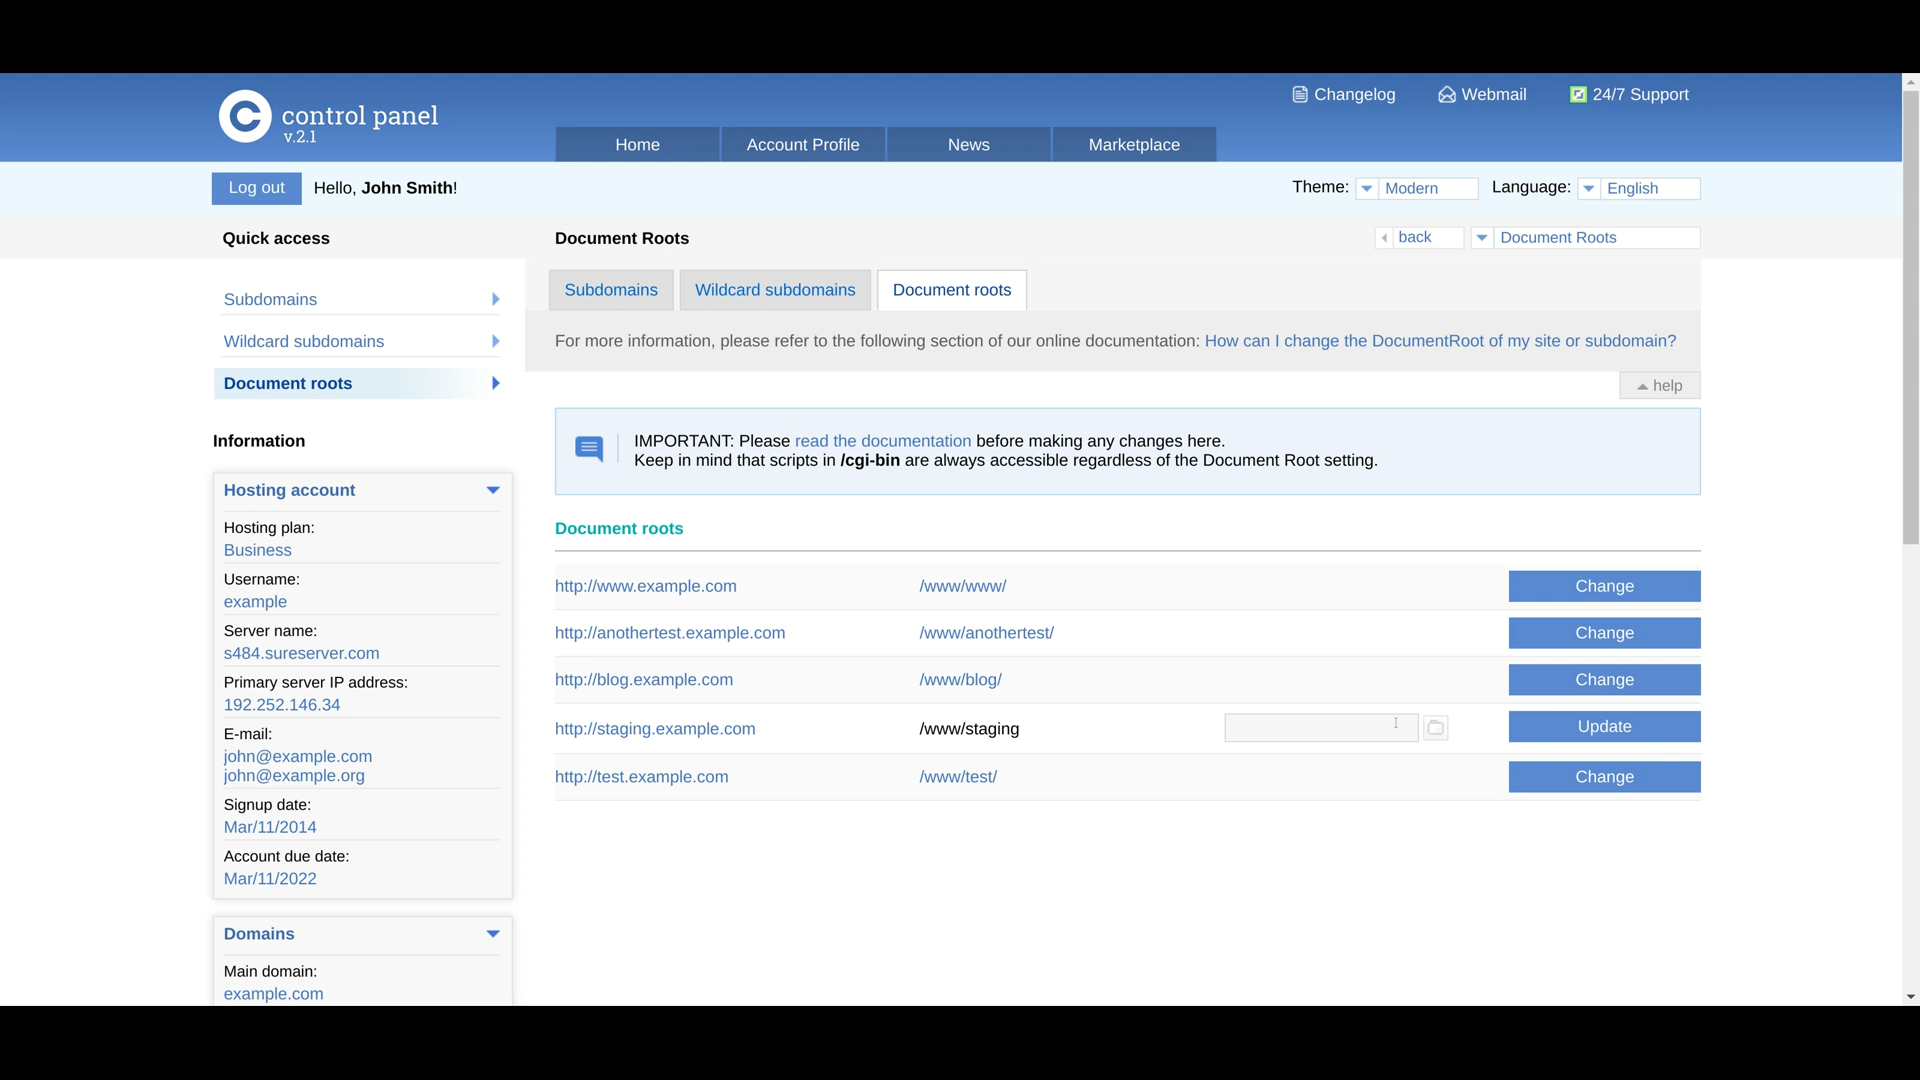 Changelog
Webmail
24/7 Support
control panel
v.2.1
Home
Account Profile
News
Marketplace
Log out
Hello, John Smith!
Theme:
Modern
Language:
English
Quick access
Document Roots
back
Document Roots
Subdomains
Wildcard subdomains
Document roots
Subdomains
Wildcard subdomains
Document roots
For more information, please refer to the following section of our online documentation: How can I change the DocumentRoot of my site or subdomain?
help
IMPORTANT: Please read the documentation before making any changes here.
Keep in mind that scripts in /cgi-bin are always accessible regardless of the Document Root setting.
Information
Hosting account
Hosting plan:
Business
Username:
example
Server name:
s484.sureserver.com
Primary server IP address:
192.252.146.34
E-mail:
john@example.com
john@example.org
Signup date:
Mar/11/2014
Account due date:
Mar/11/2022
Domains
Main domain:
example.com
Document roots
http://www.example.com /www/www/ Change
http://anothertest.example.com /www/anothertest/ Change
http://blog.example.com /www/blog/ Change
http://staging.example.com /www/staging Update
http://test.example.com /www/test/ Change